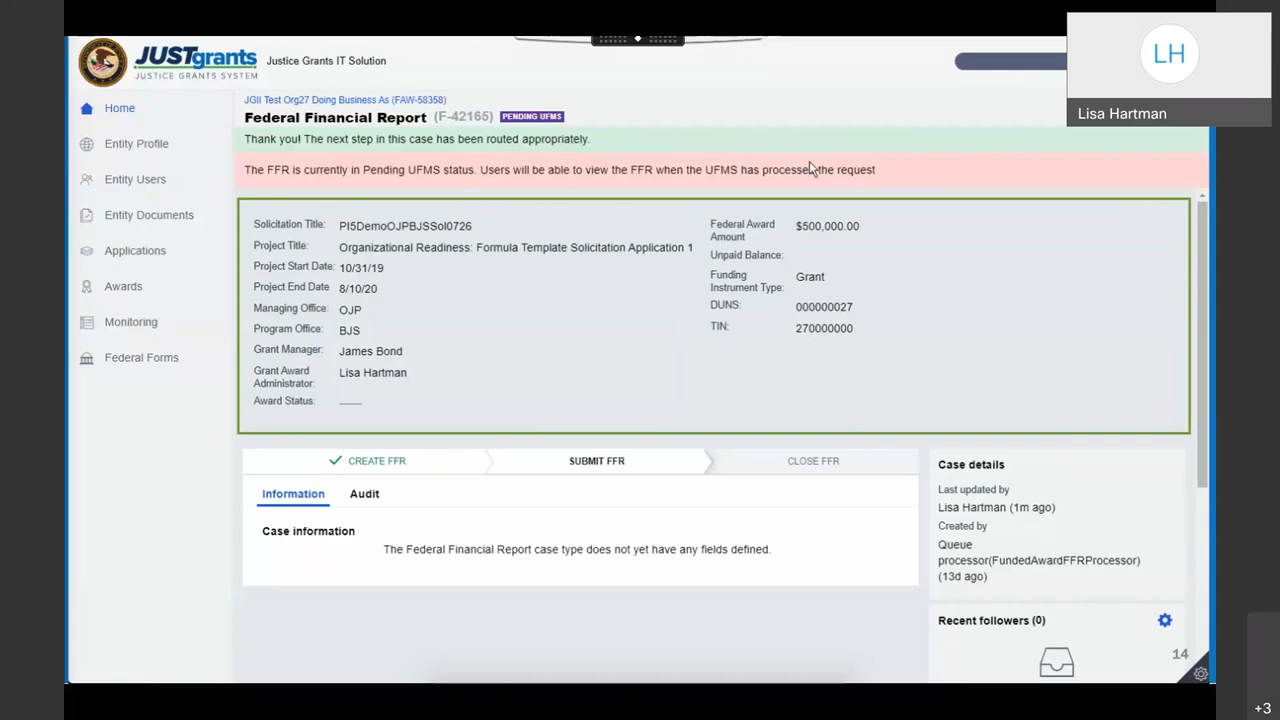 JUSTgrants
JUSTICE GRANTS SYSTEM
Justice Grants IT Solution
LH
Lisa Hartman
Home
Entity Profile
Entity Users
Entity Documents
Applications
Awards
Monitoring
Federal Forms
JGII Test Org27 Doing Business As (FAW-58358)
Federal Financial Report (F-42165) PENDING UFMS
Thank you! The next step in this case has been routed appropriately.
The FFR is currently in Pending UFMS status. Users will be able to view the FFR when the UFMS has processed the request
Solicitation Title: PI5DemoOJPBJSSol0726
Project Title: Organizational Readiness: Formula Template Solicitation Application 1
Project Start Date: 10/31/19
Project End Date 8/10/20
Managing Office: OJP
Program Office: BJS
Grant Manager: James Bond
Grant Award
Administrator: Lisa Hartman
Award Status: ____
Federal Award
Amount $500,000.00
Unpaid Balance:
Funding
Instrument Type: Grant
DUNS: 000000027
TIN: 270000000
CREATE FFR
SUBMIT FFR
CLOSE FFR
Information Audit
Case information
The Federal Financial Report case type does not yet have any fields defined.
Case details
Last updated by
Lisa Hartman (1m ago)
Created by
Queue
processor(FundedAwardFFRProcessor)
(13d ago)
Recent followers (0)
14
+3